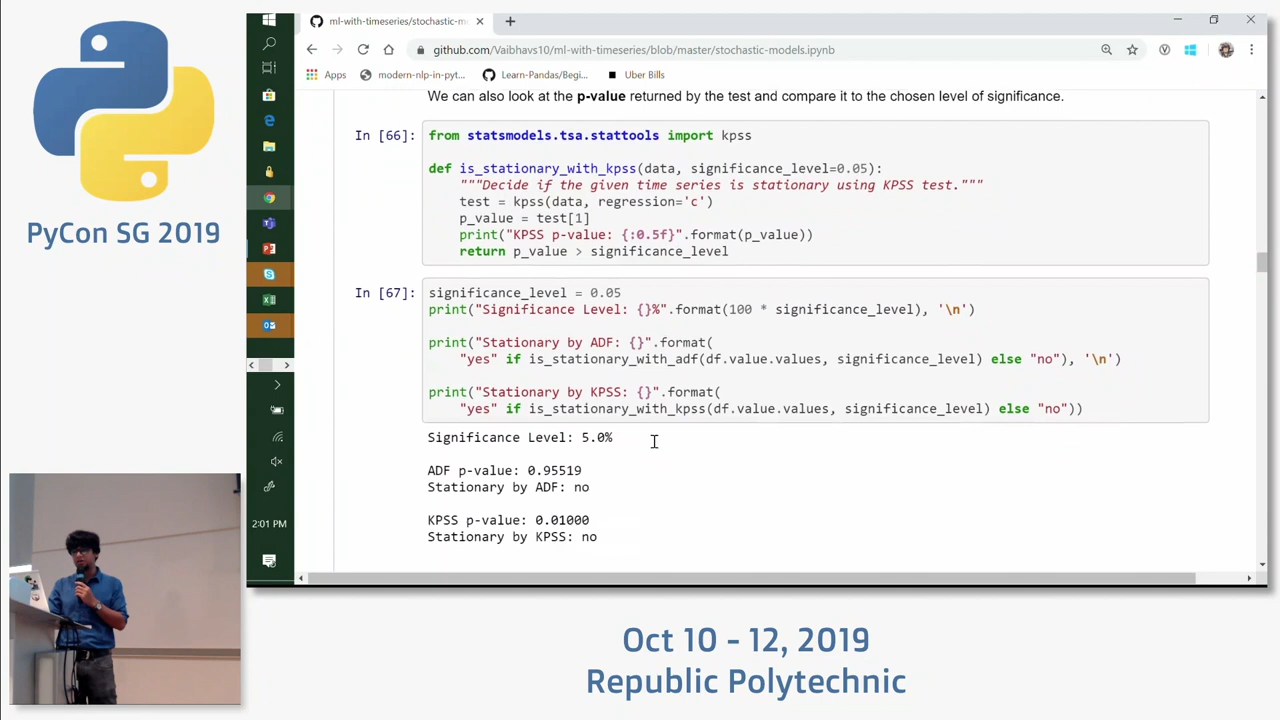 PyCon SG 2019
ml-with-timeseries/stochastic-m
github.com/Vaibhavs10/ml-with-timeseries/blob/master/stochastic-models.ipynb
Apps
modern-nlp-in-pyt...
Learn-Pandas/Begi...
Uber Bills
We can also look at the p-value returned by the test and compare it to the chosen level of significance.
In [66]:
from statsmodels.tsa.stattools import kpss
def is_stationary_with_kpss(data, significance_level=0.05):
"""Decide if the given time series is stationary using KPSS test."""
test = kpss(data, regression='c')
p_value = test[1]
print("KPSS p-value: {:0.5f}".format(p_value))
return p_value > significance_level
In [67]:
significance_level = 0.05
print("Significance Level: {}%".format(100 * significance_level), '\n')
print("Stationary by ADF: {}".format(
"yes" if is_stationary_with_adf(df.value.values, significance_level) else "no"), '\n')
print("Stationary by KPSS: {}".format(
"yes" if is_stationary_with_kpss(df.value.values, significance_level) else "no"))
Significance Level: 5.0%
ADF p-value: 0.95519
Stationary by ADF: no
KPSS p-value: 0.01000
Stationary by KPSS: no
2:01 PM
Oct 10 - 12, 2019
Republic Polytechnic